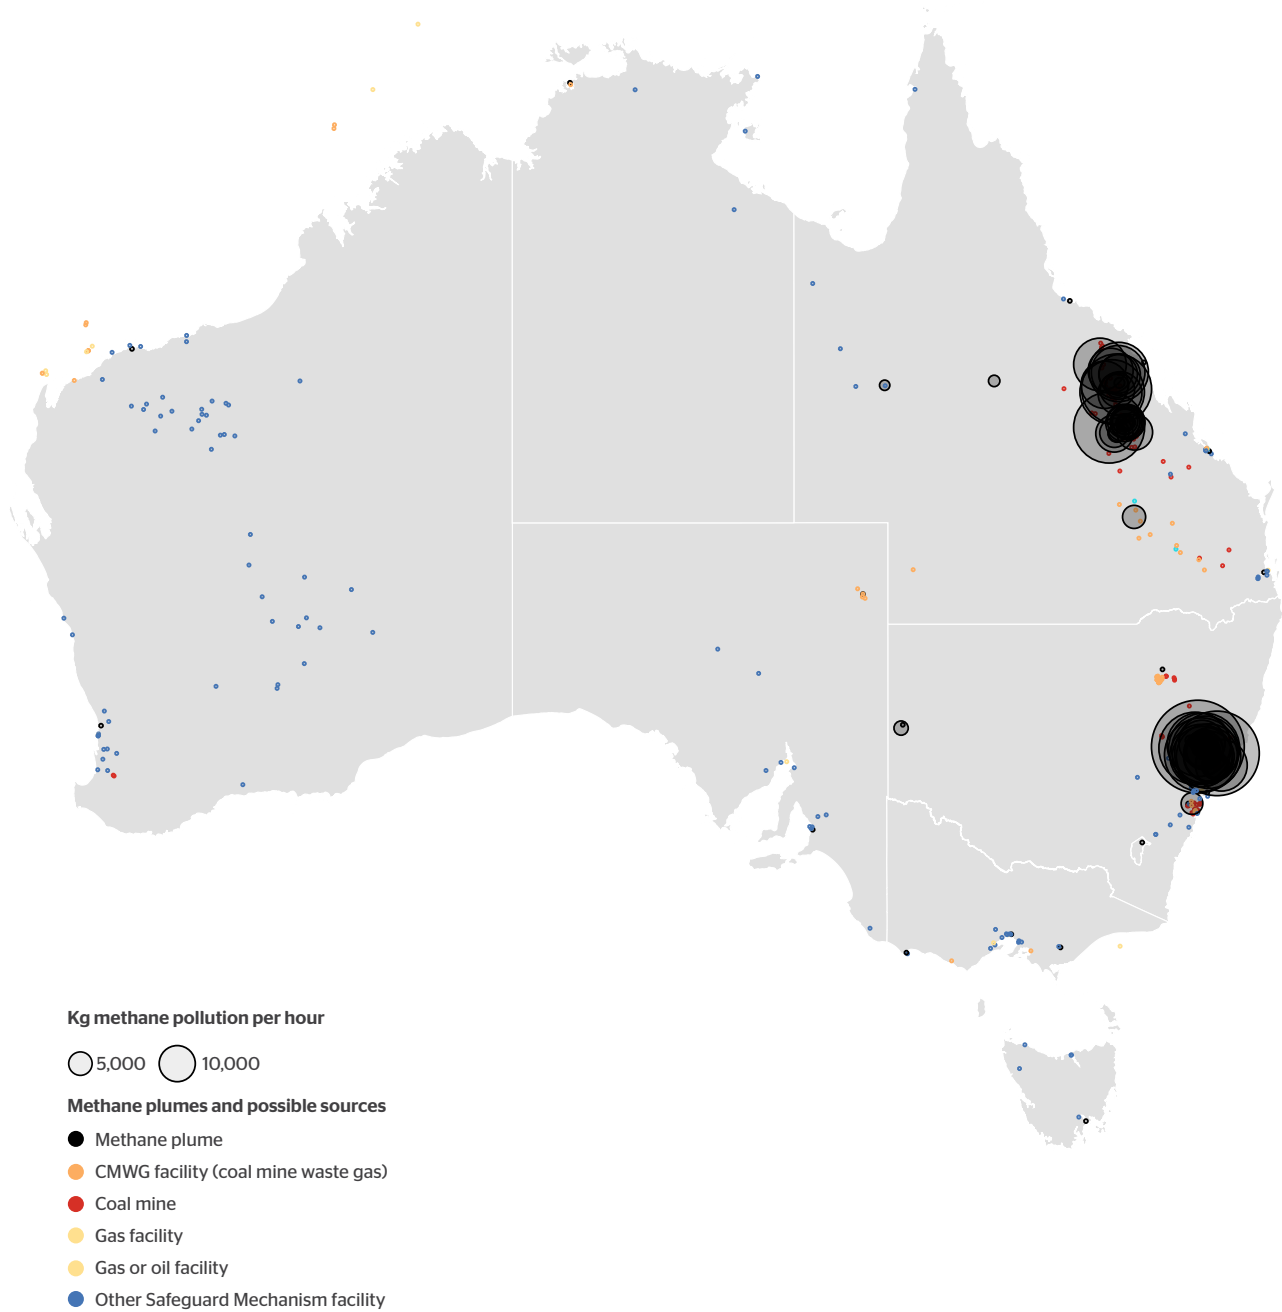 Kg methane pollution per hour
5,000 10,000
Methane plumes and possible sources
Methane plume
CMWG facility (coal mine waste gas)
Coal mine
Gas facility
Gas or oil facility
Other Safeguard Mechanism facility